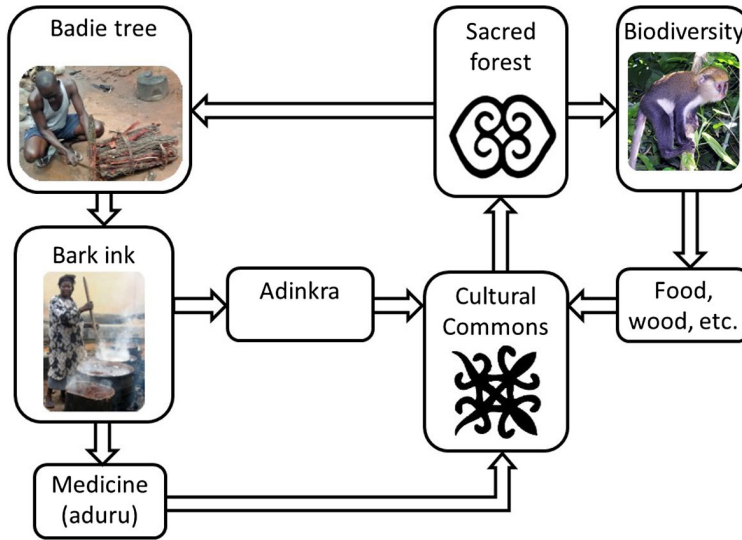 Badie tree
Sacred
forest
Biodiversity
Bark ink
Adinkra
Cultural
Commons
Food,
wood, etc.
Medicine
(aduru)